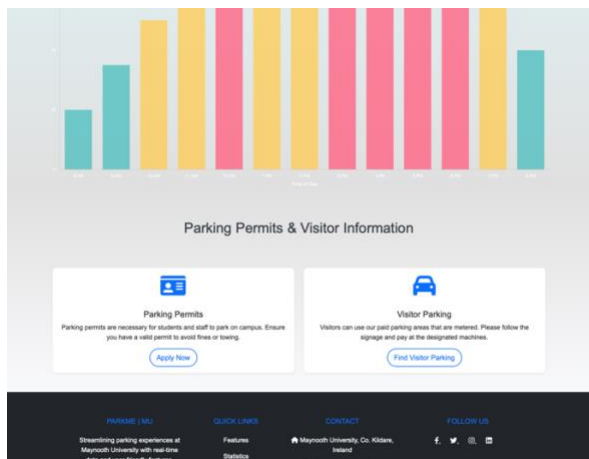 Time of Day
Parking Permits & Visitor Information
Parking Permits
Parking permits are necessary for students and staff to park on campus. Ensure
you have a valid permit to avoid fines or towing.
Apply Now
Visitor Parking
Visitors can use our paid parking areas that are metered. Please follow the
signage and pay at the designated machines.
Find Visitor Parking
PARKME | MU
Streamlining parking experiences at
Maynooth University with real-time
QUICK LINKS
Features
Statistics
CONTACT
Maynooth University, Co. Kildare,
Ireland
FOLLOW US